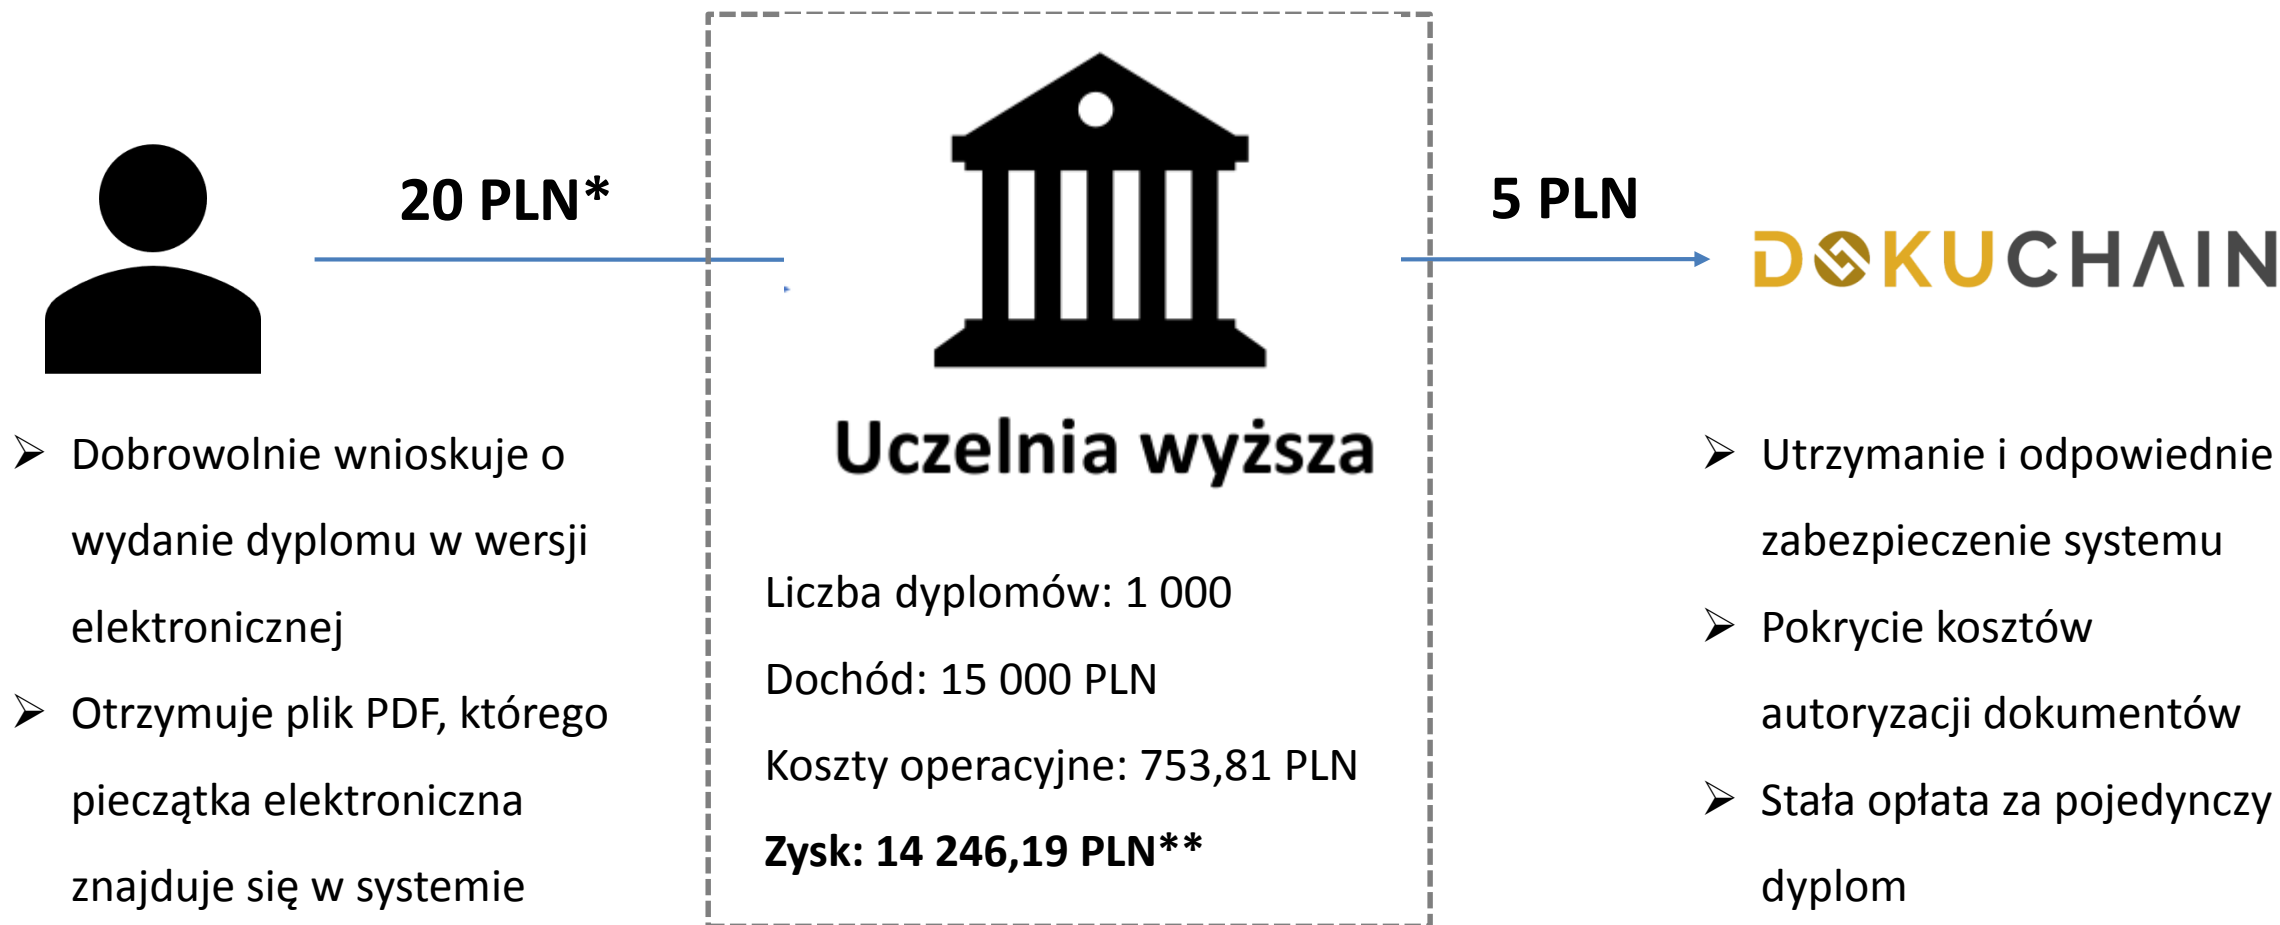 20 PLN*
➢ Dobrowolnie wnioskuje o
wydanie dyplomu w wersji
elektronicznej
➢ Otrzymuje plik PDF, którego
pieczątka elektroniczna
znajduje się w systemie
Uczelnia wyższa
Liczba dyplomów: 1 000
Dochód: 15 000 PLN
Koszty operacyjne: 753,81 PLN
Zysk: 14 246,19 PLN**
5 PLN
DOKUCHAIN
➢ Utrzymanie i odpowiednie
zabezpieczenie systemu
➢ Pokrycie kosztów
autoryzacji dokumentów
➢ Stała opłata za pojedynczy
dyplom